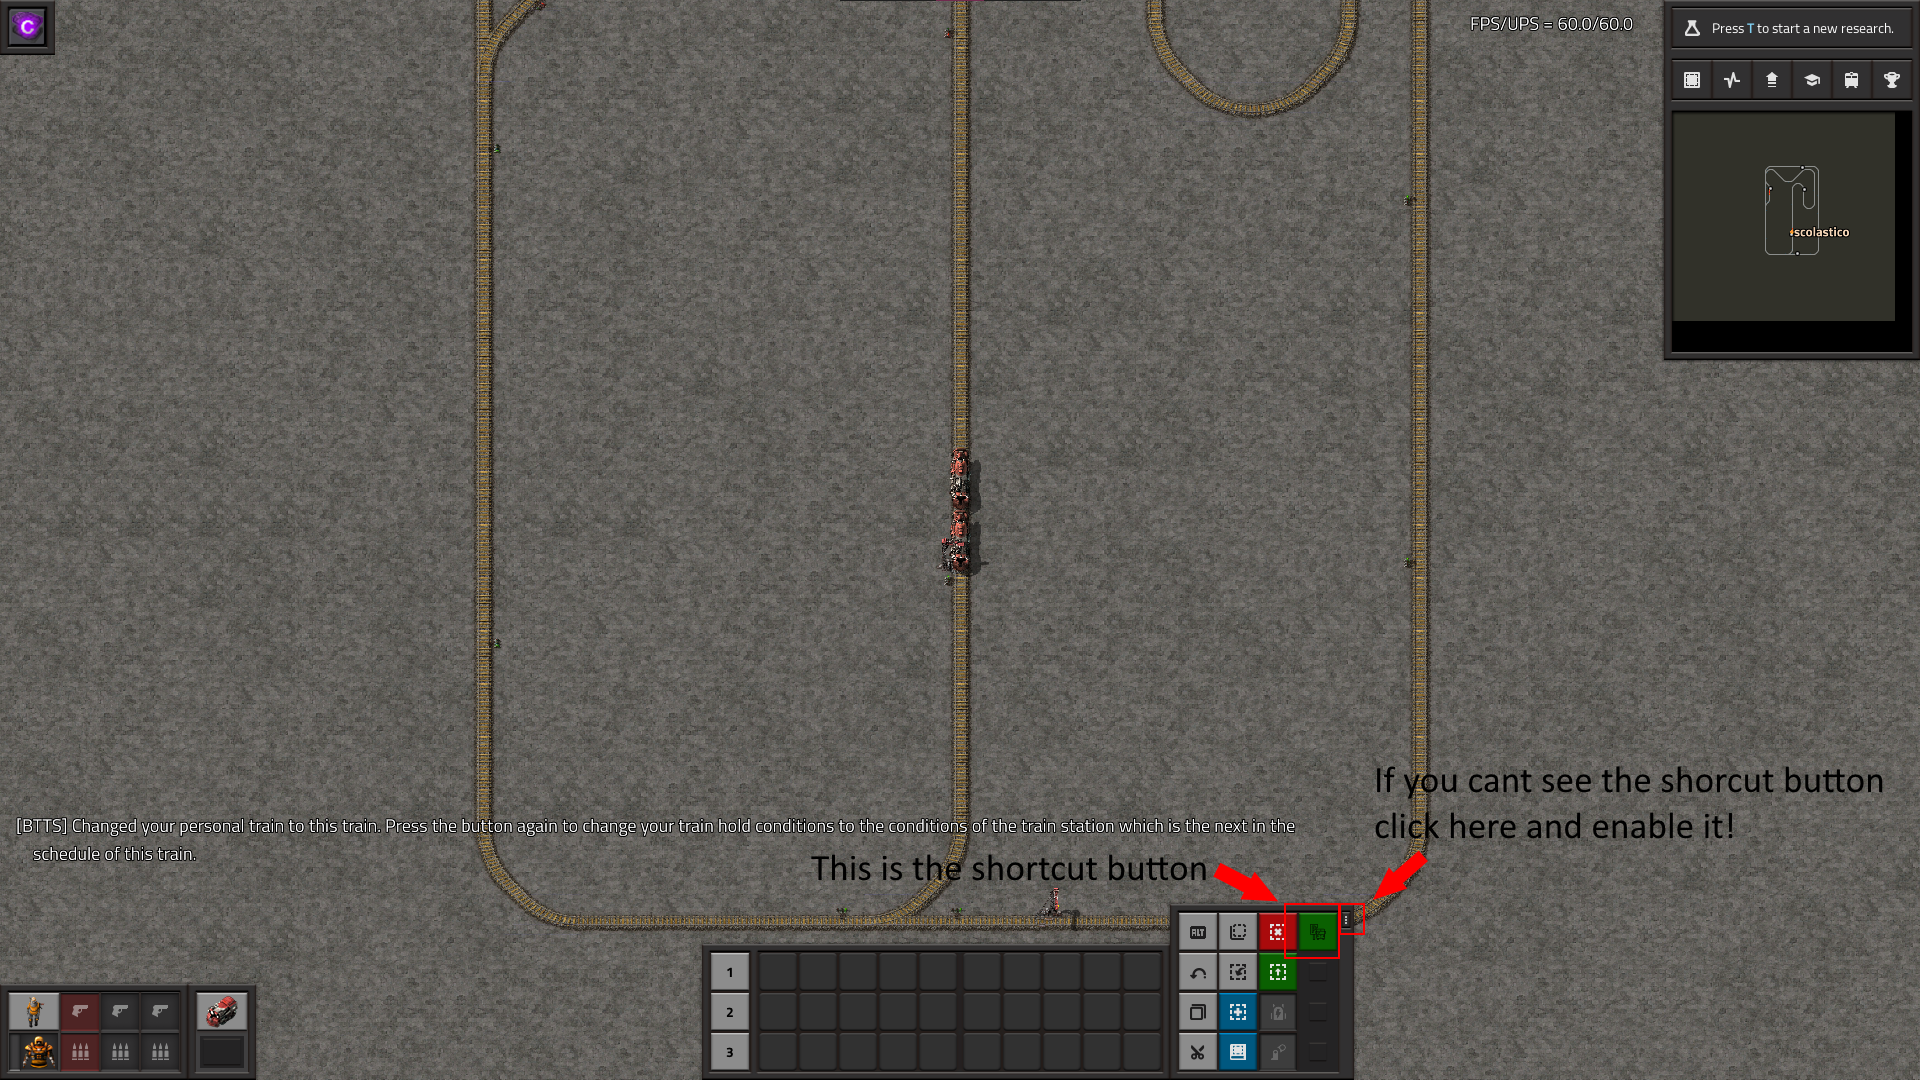 C
FPS/UPS = 60.0/60.0
Press T to start a new research.
scolastico
If you cant see the shorcut button
click here and enable it!
[BTTS] Changed your personal train to this train. Press the button again to change your train hold conditions to the conditions of the train station which is the next in the
schedule of this train.
This is the shortcut button
ALT
1
2
3